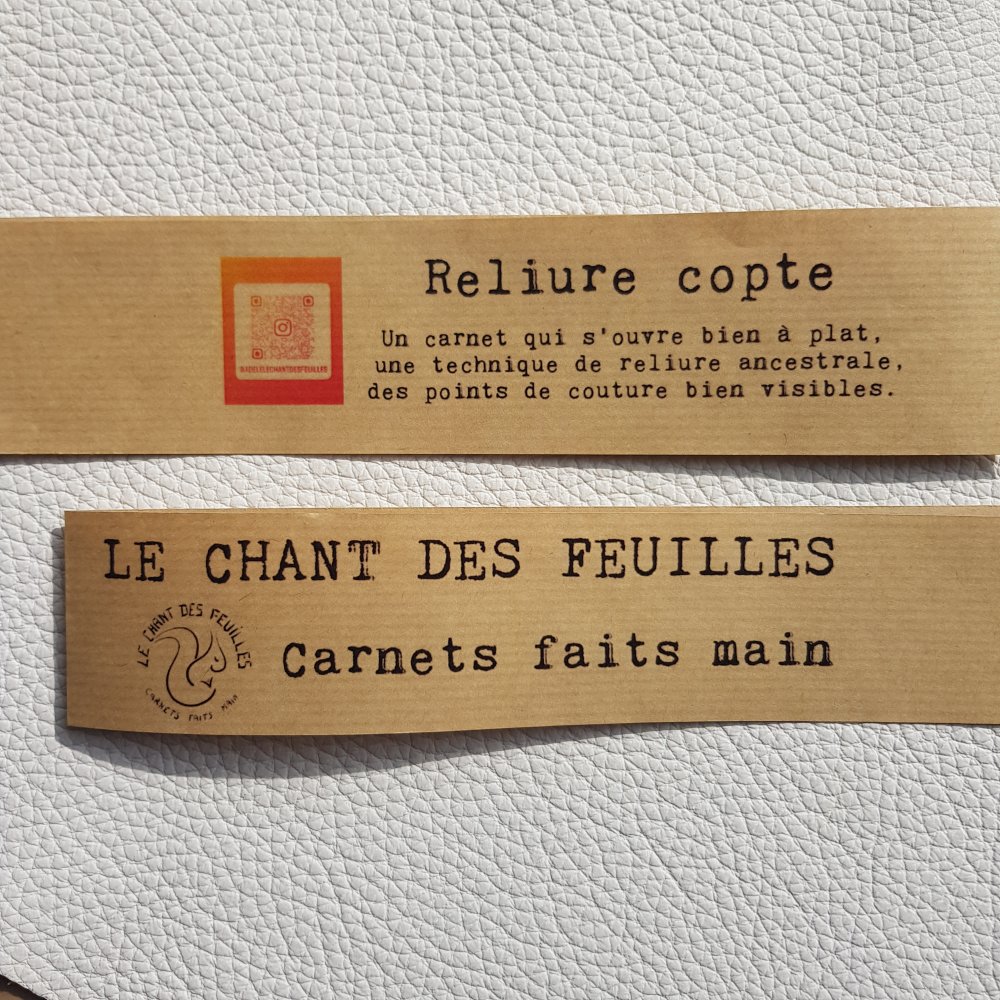 Reliure copte
Un carnet qui s'ouvre bien à plat,
une technique de reliure ancestrale,
des points de couture bien visibles.
LE CHANT DES FEUILLES
LE CHANT DES FEUILLES
Carnets faits main
CARNETS FAITS MAIN